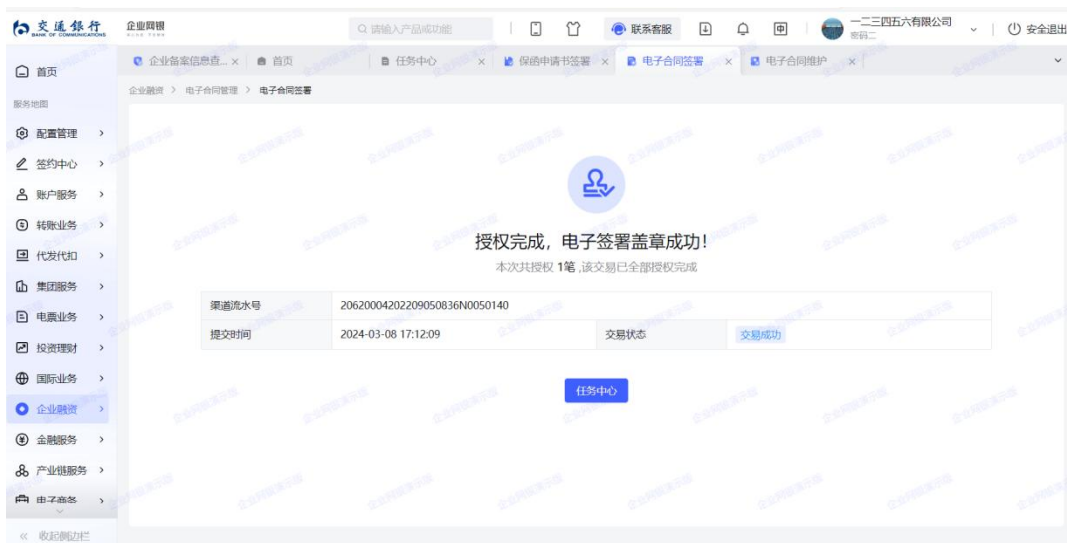 交通銀行
BANK OF COMMUNICATIONS
企业网银
请输入产品或功能
联系客服
一二三四五六有限公司
密码二
安全退出
首页
企业备案信息查... ×
首页
任务中心 ×
保函申请书签署 ×
电子合同签署 ×
电子合同维护 ×
企业融资 > 电子合同管理 > 电子合同签署
服务地图
配置管理
签约中心
账户服务
转账业务
代发代扣
集团服务
电票业务
投资理财
国际业务
企业融资
金融服务
产业链服务
电子商务
收起侧边栏
授权完成，电子签署盖章成功！
本次共授权 1笔 ,该交易已全部授权完成
渠道流水号 20620004202209050836N0050140
提交时间 2024-03-08 17:12:09 交易状态 交易成功
任务中心
企业网银演示版